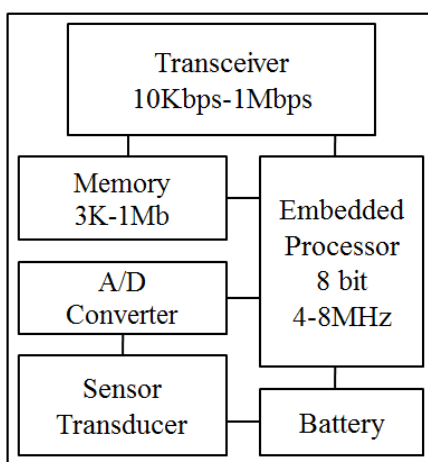 Transceiver
10Kbps-1Mbps
Memory
3K-1Mb
Embedded
Processor
8 bit
4-8MHz
A/D
Converter
Sensor
Transducer
Battery